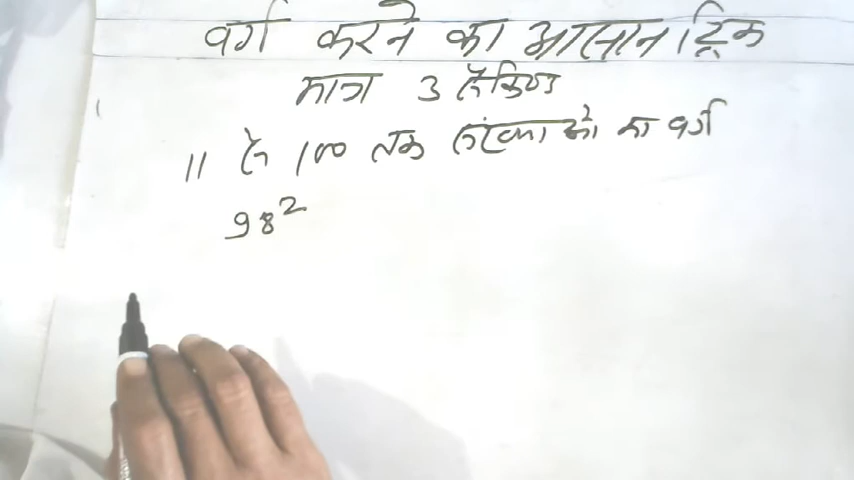 वर्ग करने का आसान ट्रिक
मात्र 3 सेकिण्ड
11 से 100 तक संख्याओ का वर्ग
98²